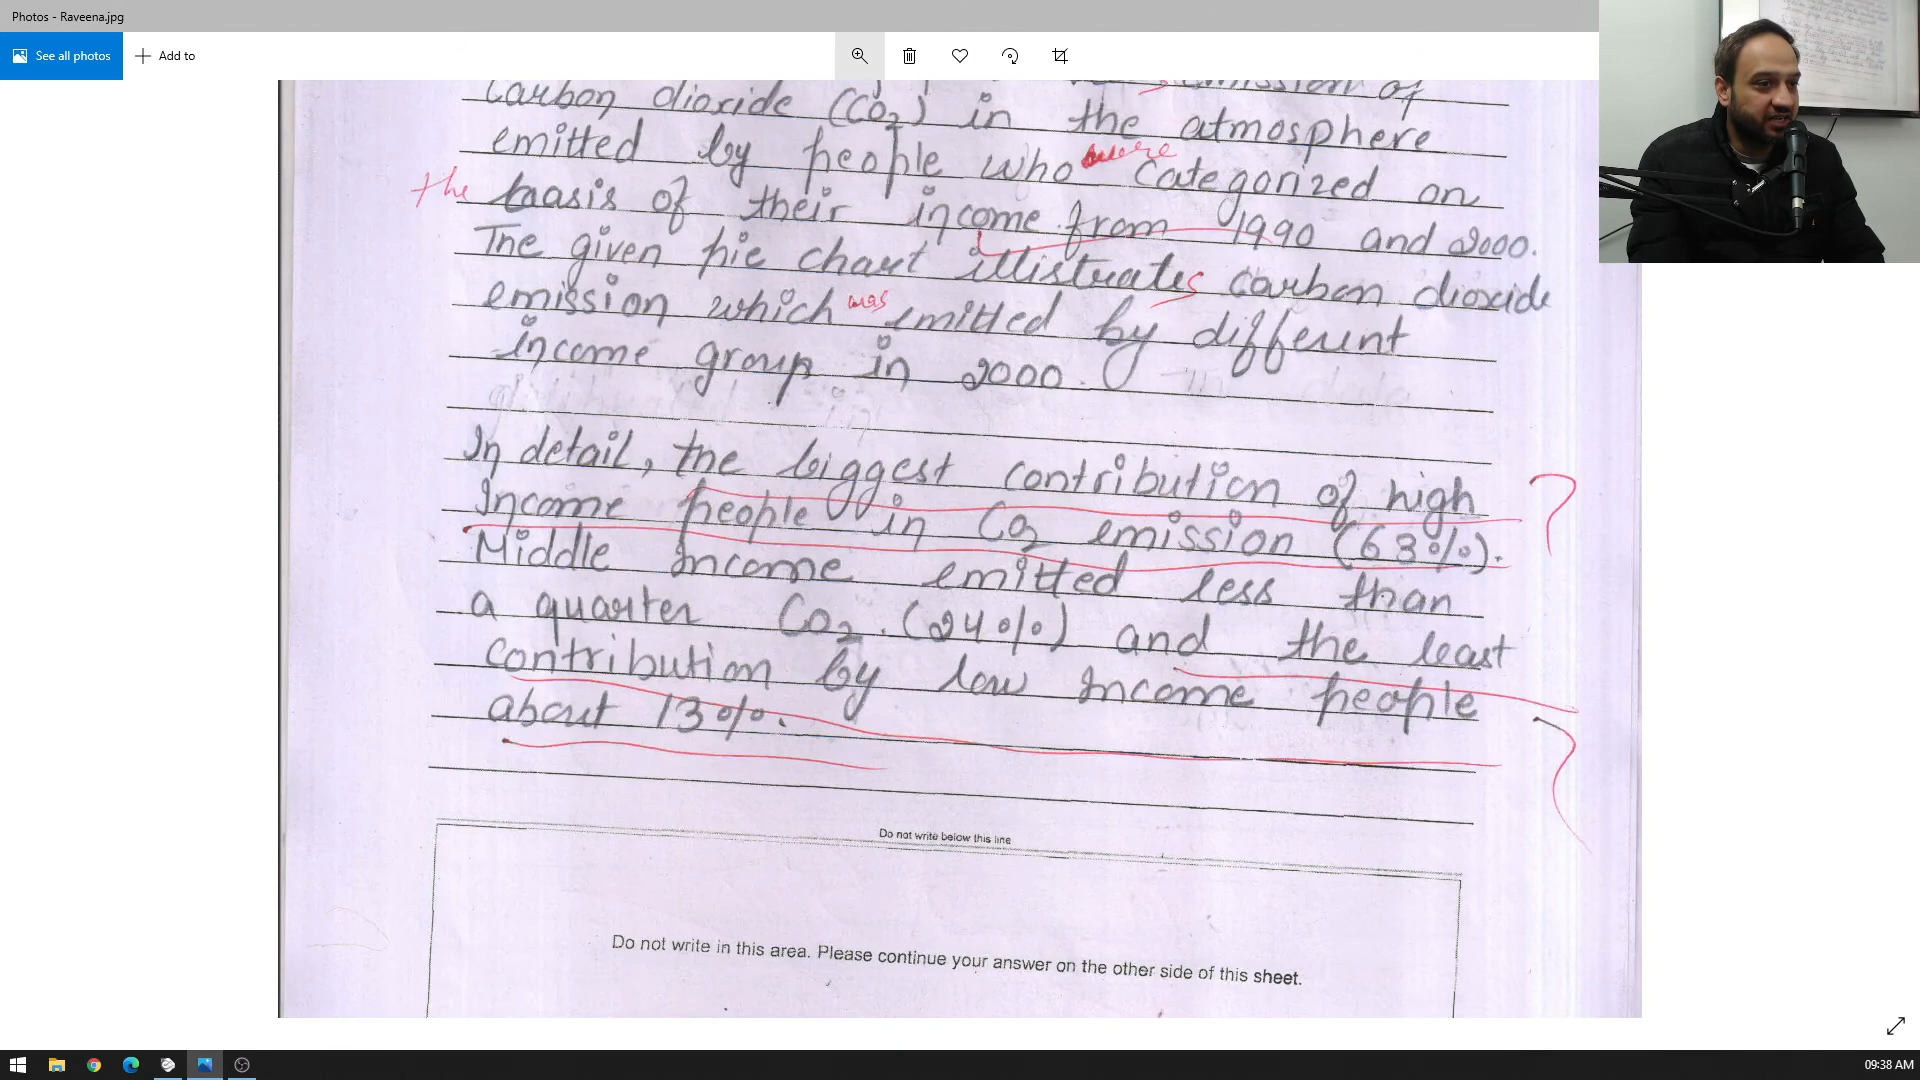 Photos - Raveena.jpg
See all photos
Add to
emission of
Carbon dioxide (CO2) in the atmosphere
emitted by people who were categorized on
the basis of their income from 1990 and 2000.
The given pie chart illistuates carbon dioxide
emission which was emitted by different
income group in 2000.
In detail, the biggest contribution of high ?
Income people in CO2 emission (63%).
Middle Income emitted less than
a quarter CO2. (24%) and the least
contribution by low Income people
about 13%.
Do not write below this line
Do not write in this area. Please continue your answer on the other side of this sheet.
09:38 AM